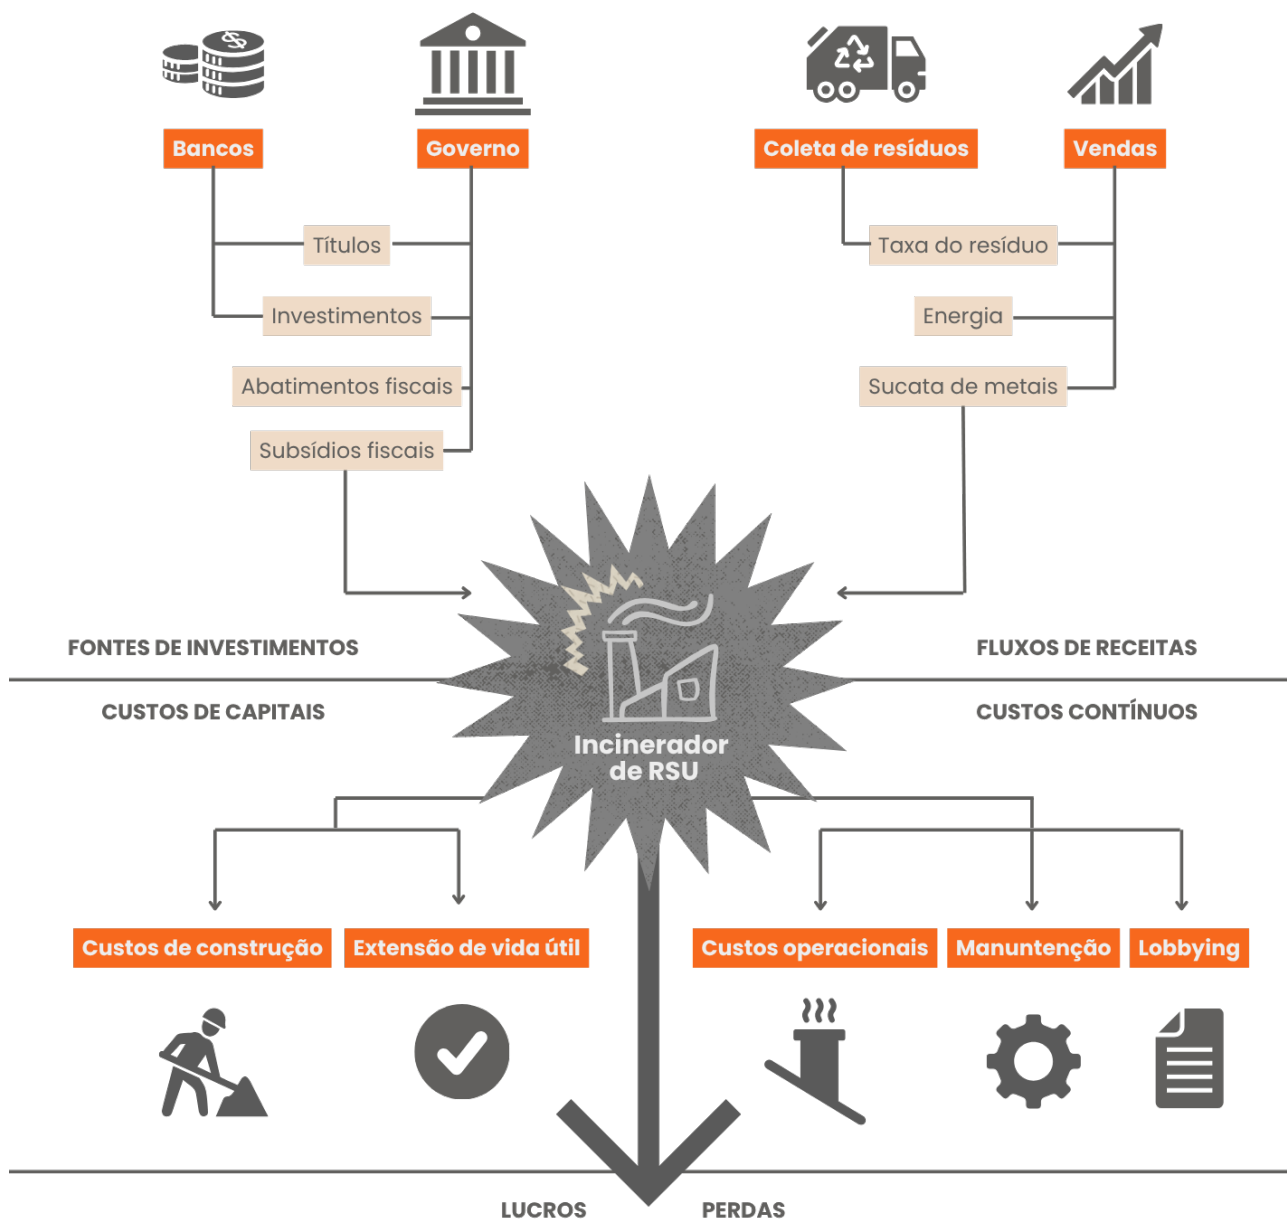 Bancos
Governo
Coleta de resíduos
Vendas
Títulos
Taxa do resíduo
Investimentos
Energia
Abatimentos fiscais
Sucata de metais
Subsídios fiscais
FONTES DE INVESTIMENTOS
FLUXOS DE RECEITAS
CUSTOS DE CAPITAIS
CUSTOS CONTÍNUOS
Incinerador
de RSU
Custos de construção
Extensão de vida útil
Custos operacionais
Manuntenção
Lobbying
LUCROS
PERDAS